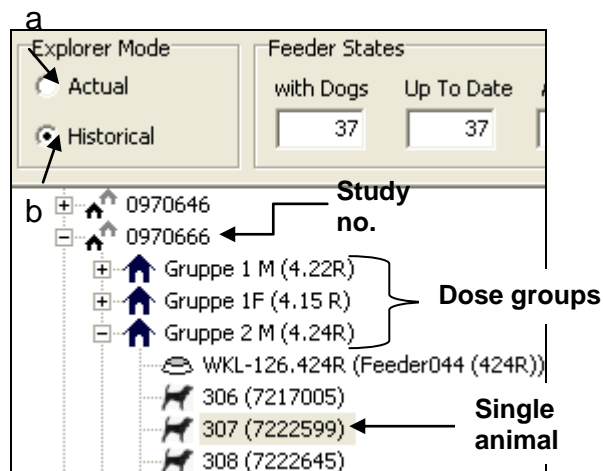 a
Explorer Mode
Feeder States
Actual
with Dogs
Up To Date
37
37
Historical
b
0970646
Study
no.
0970666
Gruppe 1 M (4.22R)
Gruppe 1F (4.15 R)
Dose groups
Gruppe 2 M (4.24R)
WKL-126.424R (Feeder044 (424R))
306 (7217005)
307 (7222599)
Single
animal
308 (7222645)